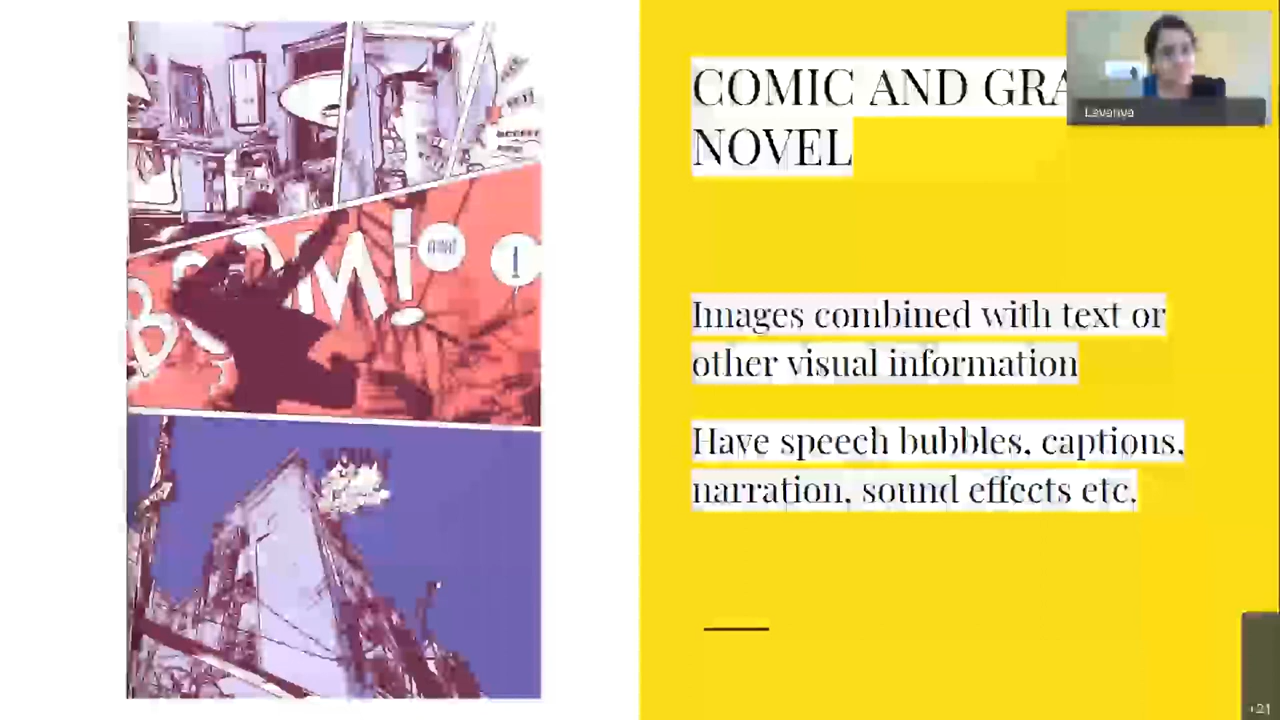 COMIC AND GRA
NOVEL
Lavanya
Images combined with text or
other visual information
Have speech bubbles, captions,
narration, sound effects etc.
BOOM!
+21